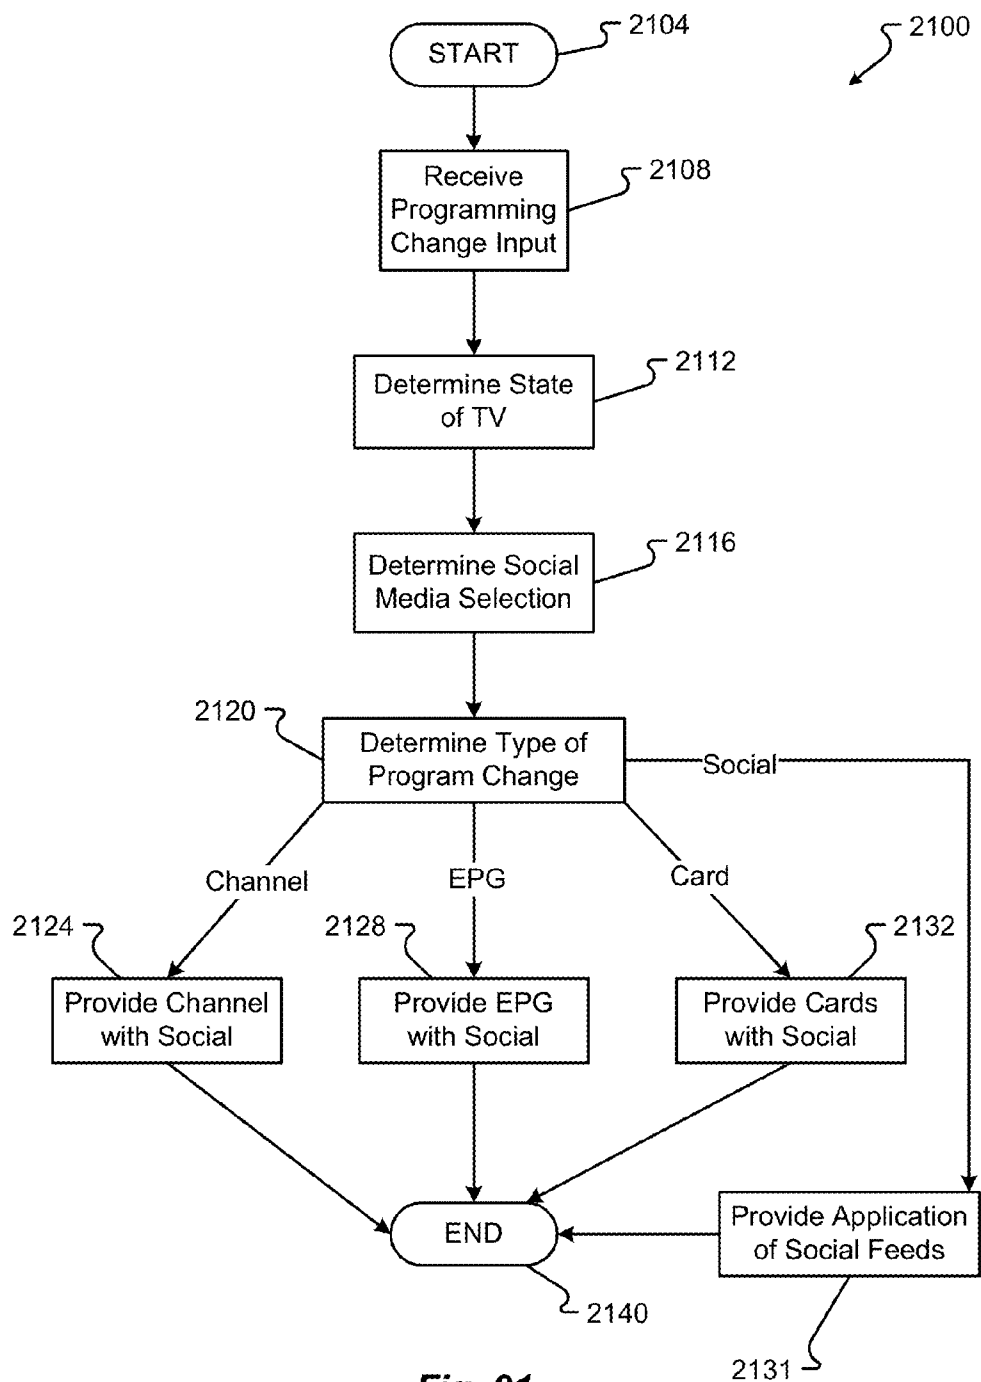 START
2104
2100
Receive
Programming
Change Input
2108
Determine State
of TV
2112
Determine Social
Media Selection
2116
2120
Determine Type of
Program Change
Social
Channel
EPG
Card
2124
2128
2132
Provide Channel
with Social
Provide EPG
with Social
Provide Cards
with Social
END
Provide Application
of Social Feeds
2140
2131